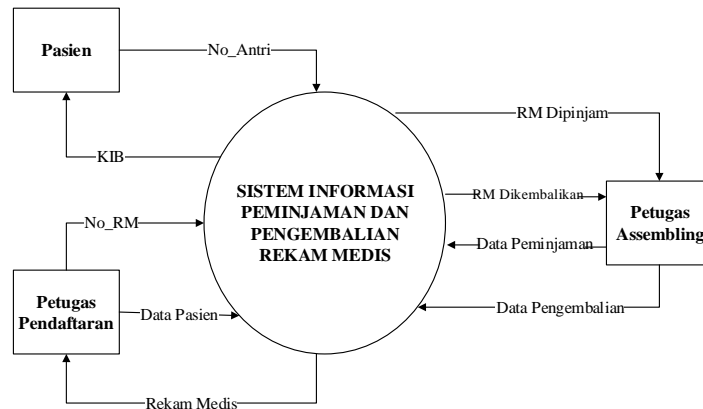 Pasien
No_Antri
KIB
RM Dipinjam
SISTEM INFORMASI
PEMINJAMAN DAN
PENGEMBALIAN
REKAM MEDIS
RM Dikembalikan
Petugas
Assembling
No_RM
Data Peminjaman
Petugas
Pendaftaran
Data Pasien
Data Pengembalian
Rekam Medis